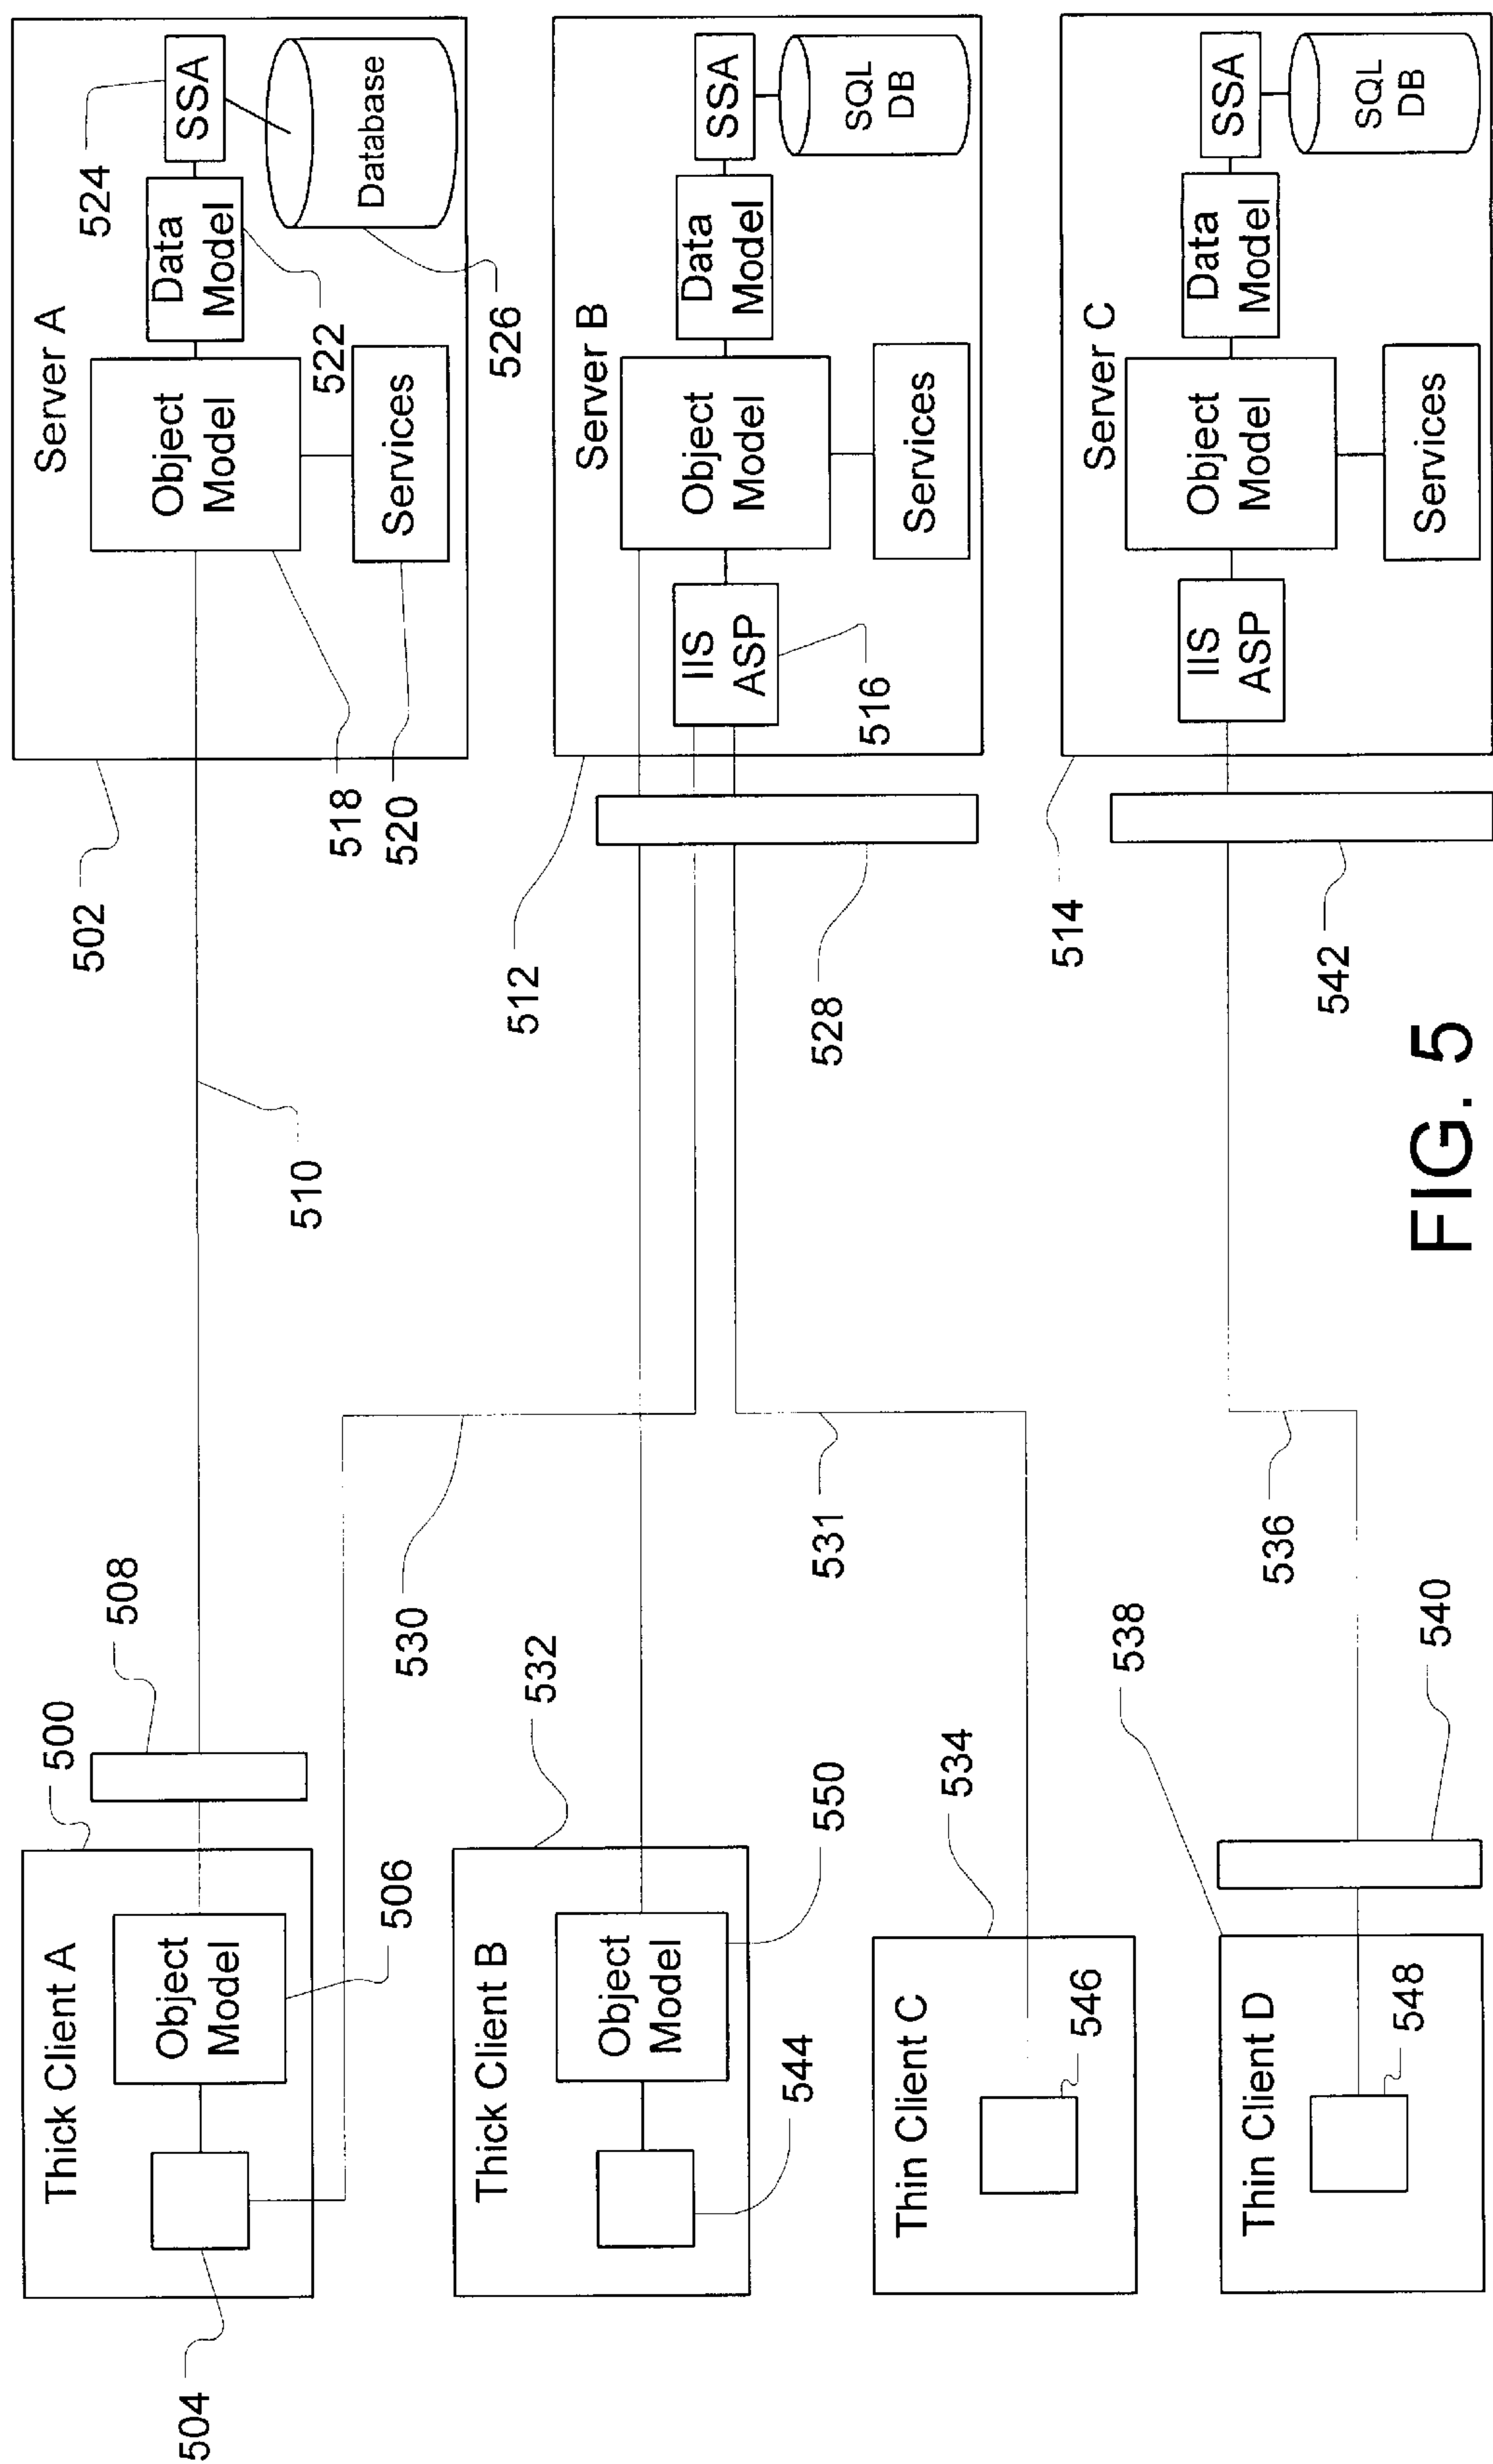 Thick Client A
Object
Model
500
508
504
506
510
530
Server A
Object
Model
Data
Model
SSA
Database
Services
502
518
520
522
524
526
Thick Client B
Object
Model
532
550
544
Server B
IIS
ASP
Object
Model
Data
Model
SSA
SQL
DB
Services
512
528
516
531
Thin Client C
534
546
Thin Client D
538
540
548
536
Server C
IIS
ASP
Object
Model
Data
Model
SSA
SQL
DB
Services
514
542
FIG. 5